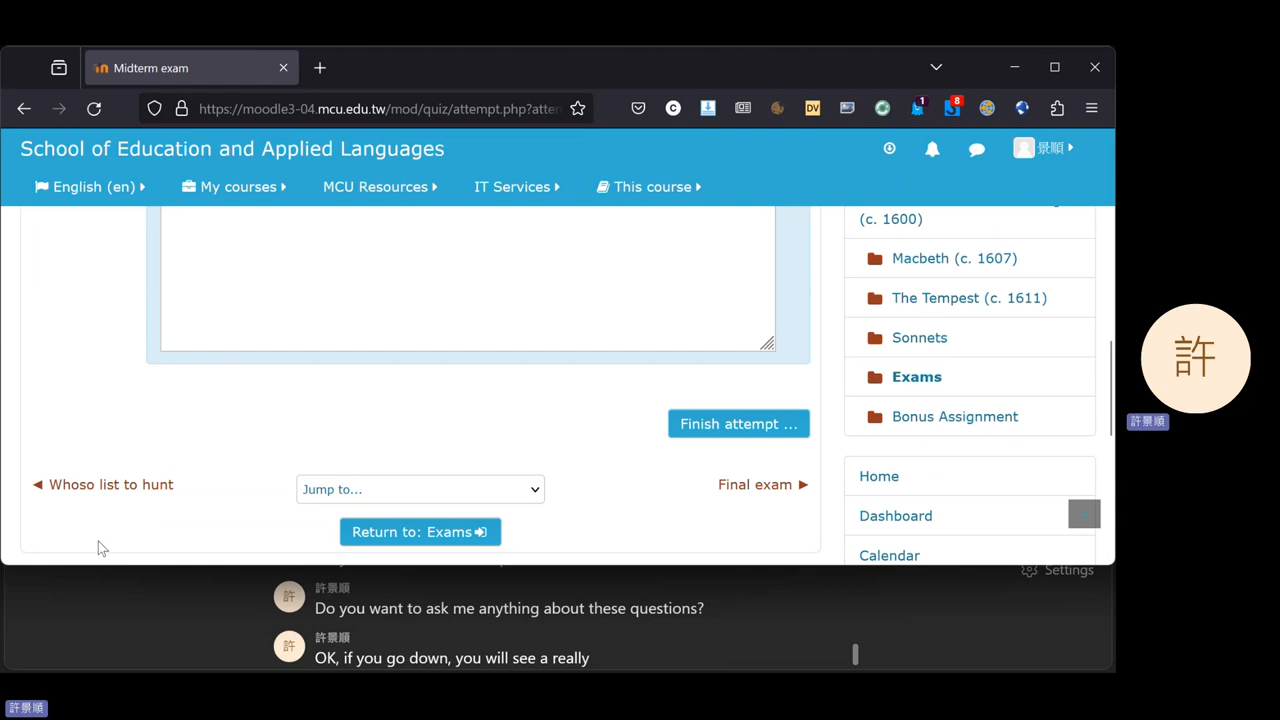 Midterm exam
https://moodle3-04.mcu.edu.tw/mod/quiz/attempt.php?atte
C
DV
1
8
School of Education and Applied Languages
景順
English (en)
My courses
MCU Resources
IT Services
This course
(c. 1600)
Macbeth (c. 1607)
The Tempest (c. 1611)
Sonnets
Exams
Bonus Assignment
Finish attempt ...
Whoso list to hunt
Jump to...
Final exam
Return to: Exams
Home
Dashboard
Calendar
Settings
許
許景順
許
許景順
Do you want to ask me anything about these questions?
許
許景順
OK, if you go down, you will see a really
許景順